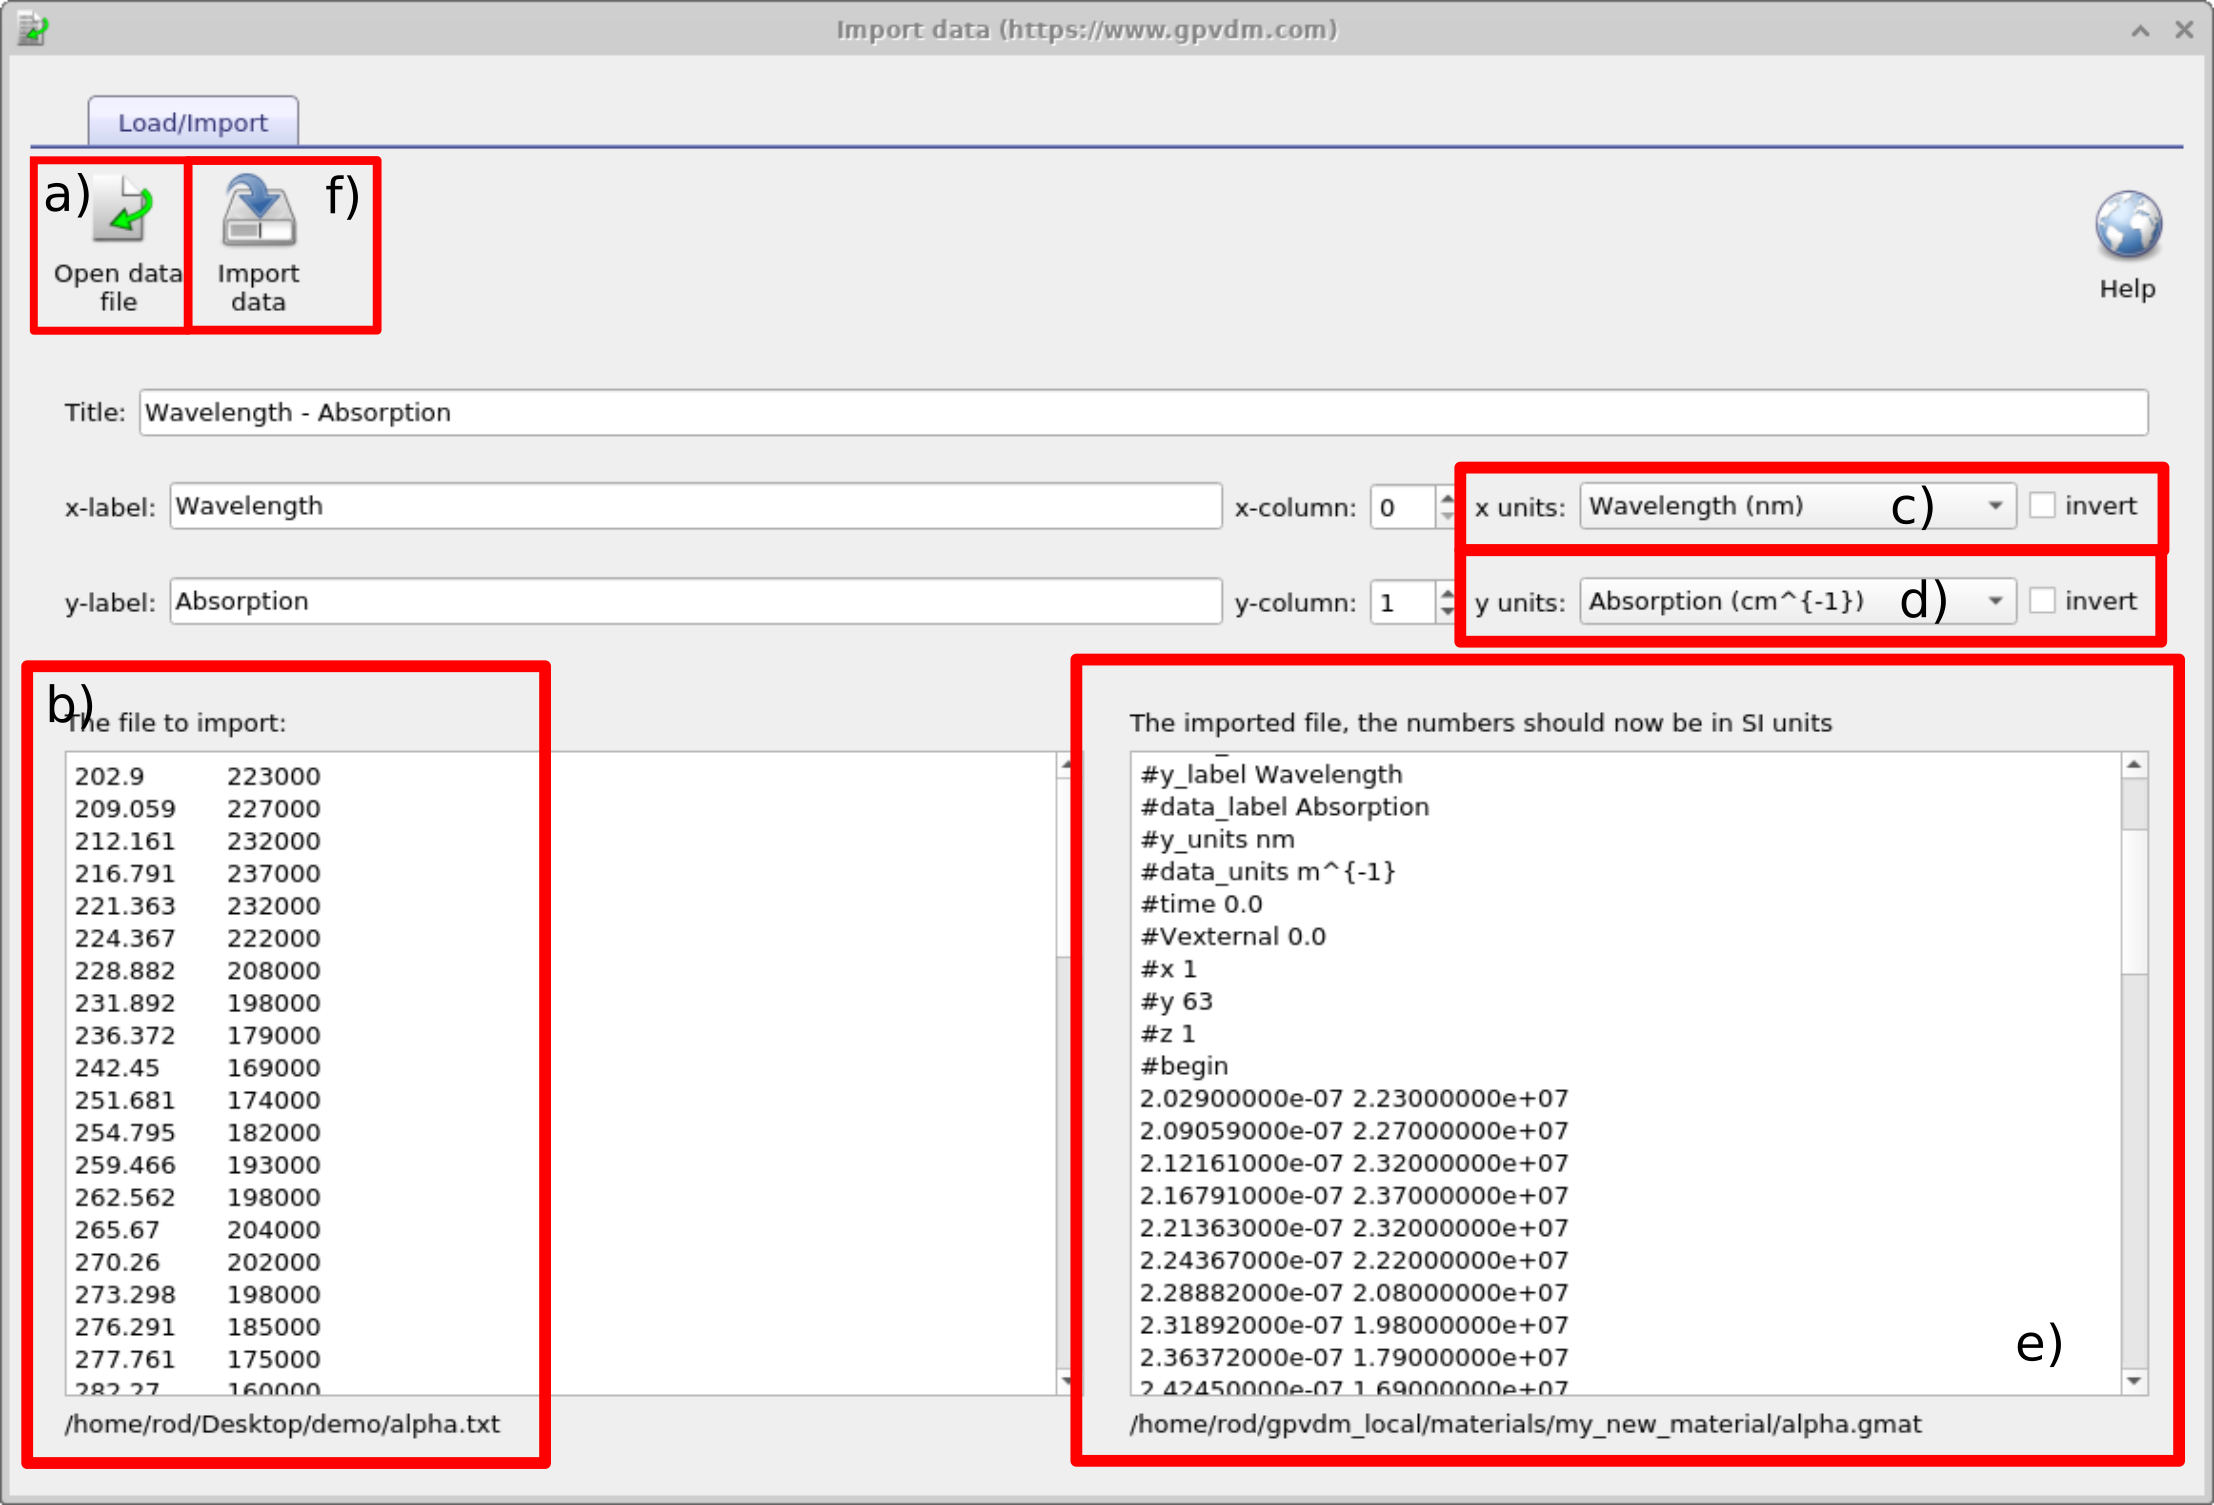 Import data (https://www.gpvdm.com)
Load/Import
a)
f)
Open data file
Import data
Help
Title: Wavelength - Absorption
x-label: Wavelength x-column: 0 x units: Wavelength (nm) c) invert
y-label: Absorption y-column: 1 y units: Absorption (cm^{-1}) d) invert
b)
The file to import:
202.9 223000
209.059 227000
212.161 232000
216.791 237000
221.363 232000
224.367 222000
228.882 208000
231.892 198000
236.372 179000
242.45 169000
251.681 174000
254.795 182000
259.466 193000
262.562 198000
265.67 204000
270.26 202000
273.298 198000
276.291 185000
277.761 175000
282.27 160000
/home/rod/Desktop/demo/alpha.txt
The imported file, the numbers should now be in SI units
#y_label Wavelength
#data_label Absorption
#y_units nm
#data_units m^{-1}
#time 0.0
#Vexternal 0.0
#x 1
#y 63
#z 1
#begin
2.02900000e-07 2.23000000e+07
2.09059000e-07 2.27000000e+07
2.12161000e-07 2.32000000e+07
2.16791000e-07 2.37000000e+07
2.21363000e-07 2.32000000e+07
2.24367000e-07 2.22000000e+07
2.28882000e-07 2.08000000e+07
2.31892000e-07 1.98000000e+07
2.36372000e-07 1.79000000e+07
2.42450000e-07 1.69000000e+07
e)
/home/rod/gpvdm_local/materials/my_new_material/alpha.gmat